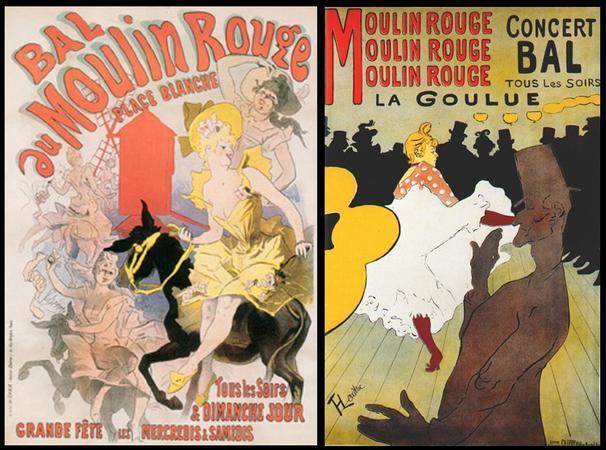 BAL
au MOULIN ROUGE
PLACE BLANCHE
TOUS les SOIRS
& DIMANCHE JOUR
GRANDE FÊTE LES MERCREDIS & SAMEDIS
MOULIN ROUGE
MOULIN ROUGE
MOULIN ROUGE
CONCERT
BAL
TOUS LES SOIRS
LA GOULUE